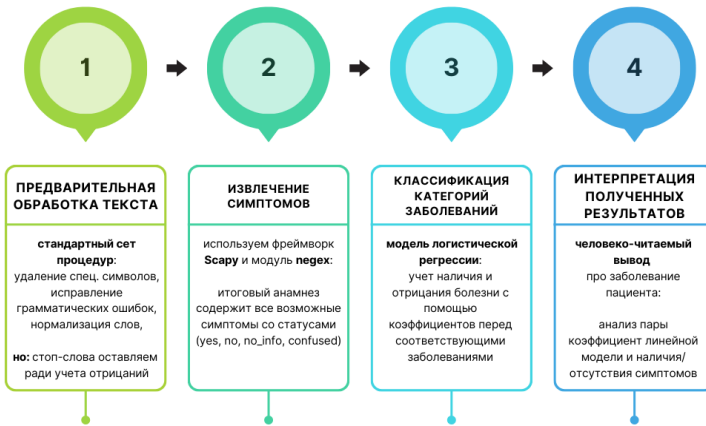 1
2
3
4
ПРЕДВАРИТЕЛЬНАЯ
ОБРАБОТКА ТЕКСТА
стандартный сет
процедур:
удаление спец. символов,
исправление
грамматических ошибок,
нормализация слов,
но: стоп-слова оставляем
ради учета отрицаний
ИЗВЛЕЧЕНИЕ
СИМПТОМОВ
используем фреймворк
Scapy и модуль negex:
итоговый анамнез
содержит все возможные
симптомы со статусами
(yes, no, no_info, confused)
КЛАССИФИКАЦИЯ
КАТЕГОРИЙ
ЗАБОЛЕВАНИЙ
модель логистической
регрессии:
учет наличия и
отрицания болезни с
помощью
коэффициентов перед
соответствующими
заболеваниями
ИНТЕРПРЕТАЦИЯ
ПОЛУЧЕННЫХ
РЕЗУЛЬТАТОВ
человеко-читаемый
вывод
про заболевание
пациента:
анализ пары
коэффициент линейной
модели и наличия/
отсутствия симптомов